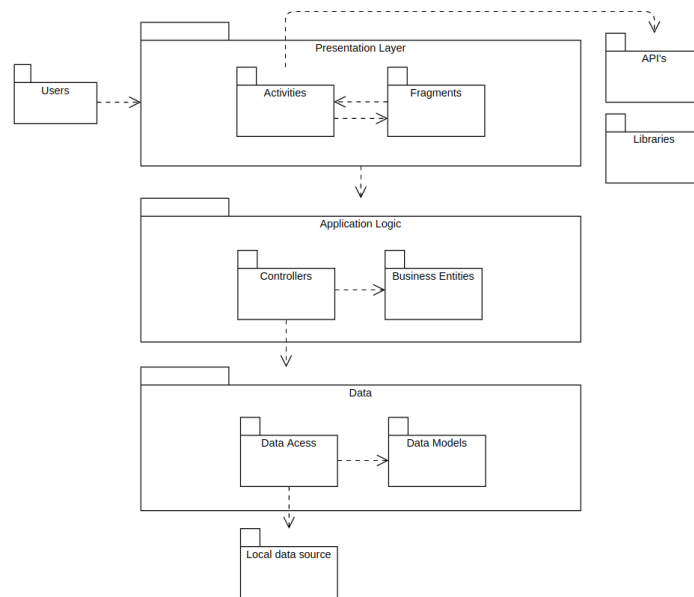 Presentation Layer
API's
Users
Activities
Fragments
Libraries
Application Logic
Controllers
Business Entities
Data
Data Acess
Data Models
Local data source